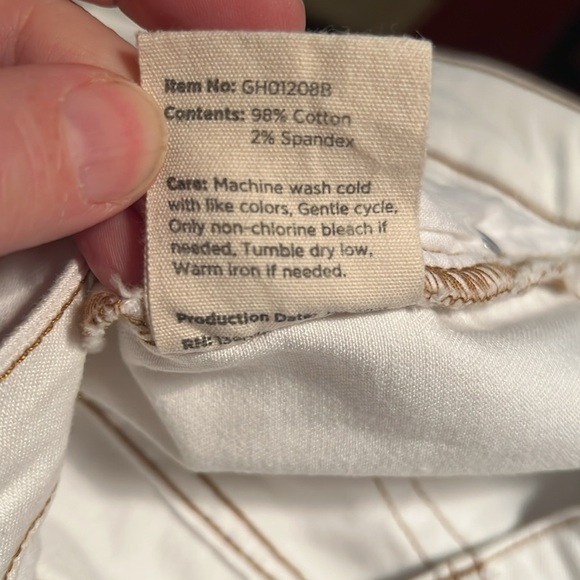 Item No: GH01208B
Contents: 98% Cotton
2% Spandex
Care: Machine wash cold
with like colors, Gentle cycle,
Only non-chlorine bleach if
needed, Tumble dry low,
Warm iron if needed.
Production Date:
RN: